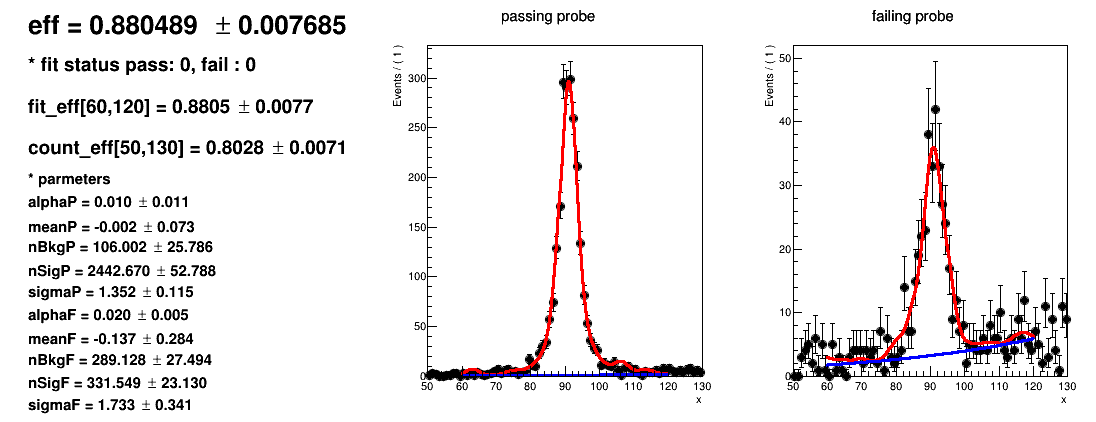 eff = 0.880489 ± 0.007685
* fit status pass: 0, fail : 0
fit_eff[60,120] = 0.8805 ± 0.0077
count_eff[50,130] = 0.8028 ± 0.0071
* parmeters
alphaP = 0.010 ± 0.011
meanP = -0.002 ± 0.073
nBkgP = 106.002 ± 25.786
nSigP = 2442.670 ± 52.788
sigmaP = 1.352 ± 0.115
alphaF = 0.020 ± 0.005
meanF = -0.137 ± 0.284
nBkgF = 289.128 ± 27.494
nSigF = 331.549 ± 23.130
sigmaF = 1.733 ± 0.341
passing probe
Events / ( 1 )
300
250
200
150
100
50
0
50 60 70 80 90 100 110 120 130
x
failing probe
Events / ( 1 )
50
40
30
20
10
0
50 60 70 80 90 100 110 120 130
x